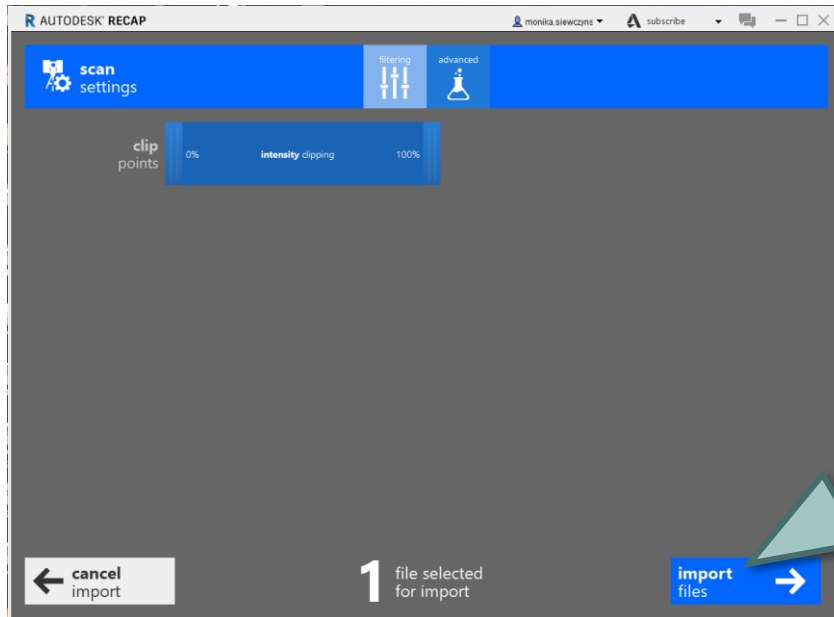 R AUTODESK® RECAP
monika.siewczyns
subscribe
scan
settings
filtering
advanced
clip
points
0%
intensity clipping
100%
cancel
import
1
file selected
for import
import
files